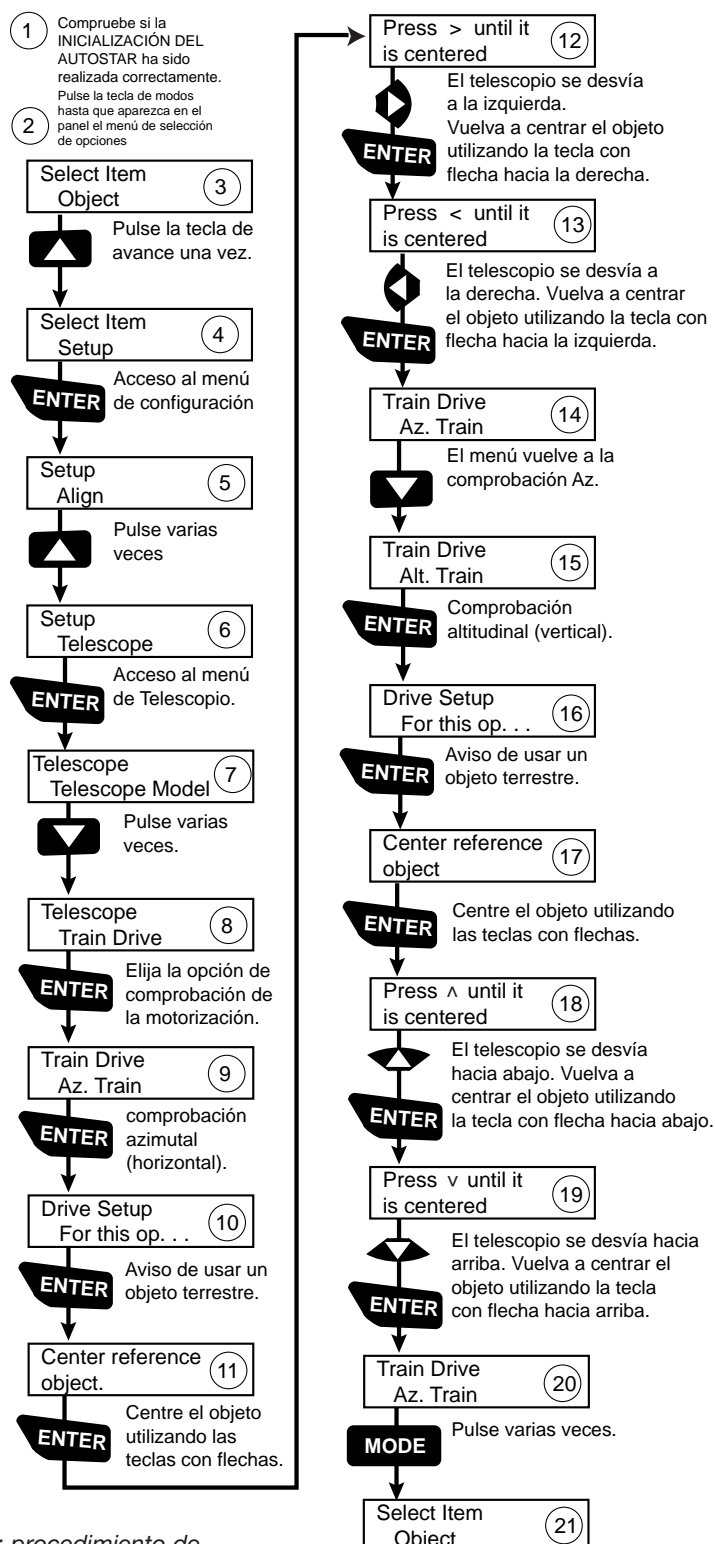 1
Compruebe si la
INICIALIZACIÓN DEL
AUTOSTAR ha sido
realizada correctamente.
2
Pulse la tecla de modos
hasta que aparezca en el
panel el menú de selección
de opciones
Select Item
Object
3
Pulse la tecla de
avance una vez.
Select Item
Setup
4
ENTER
Acceso al menú
de configuración
Setup
Align
5
Pulse varias
veces
Setup
Telescope
6
ENTER
Acceso al menú
de Telescopio.
Telescope
Telescope Model
7
Pulse varias
veces.
Telescope
Train Drive
8
ENTER
Elija la opción de
comprobación de
la motorización.
Train Drive
Az. Train
9
ENTER
comprobación
azimutal
(horizontal).
Drive Setup
For this op. . .
10
ENTER
Aviso de usar un
objeto terrestre.
Center reference
object.
11
ENTER
Centre el objeto
utilizando las
teclas con flechas.
Press > until it
is centered
12
El telescopio se desvía
a la izquierda.
Vuelva a centrar el objeto
utilizando la tecla con
flecha hacia la derecha.
ENTER
Press < until it
is centered
13
El telescopio se desvía a
la derecha. Vuelva a centrar
el objeto utilizando la tecla con
flecha hacia la izquierda.
ENTER
Train Drive
Az. Train
14
El menú vuelve a la
comprobación Az.
Train Drive
Alt. Train
15
ENTER
Comprobación
altitudinal (vertical).
Drive Setup
For this op. . .
16
ENTER
Aviso de usar un
objeto terrestre.
Center reference
object
17
ENTER
Centre el objeto utilizando
las teclas con flechas.
Press ʌ until it
is centered
18
El telescopio se desvía
hacia abajo. Vuelva a
centrar el objeto utilizando
la tecla con flecha hacia abajo.
ENTER
Press v until it
is centered
19
El telescopio se desvía hacia
arriba. Vuelva a centrar el
objeto utilizando la tecla
con flecha hacia arriba.
ENTER
Train Drive
Az. Train
20
MODE
Pulse varias veces.
Select Item
Object
21
procedimiento de